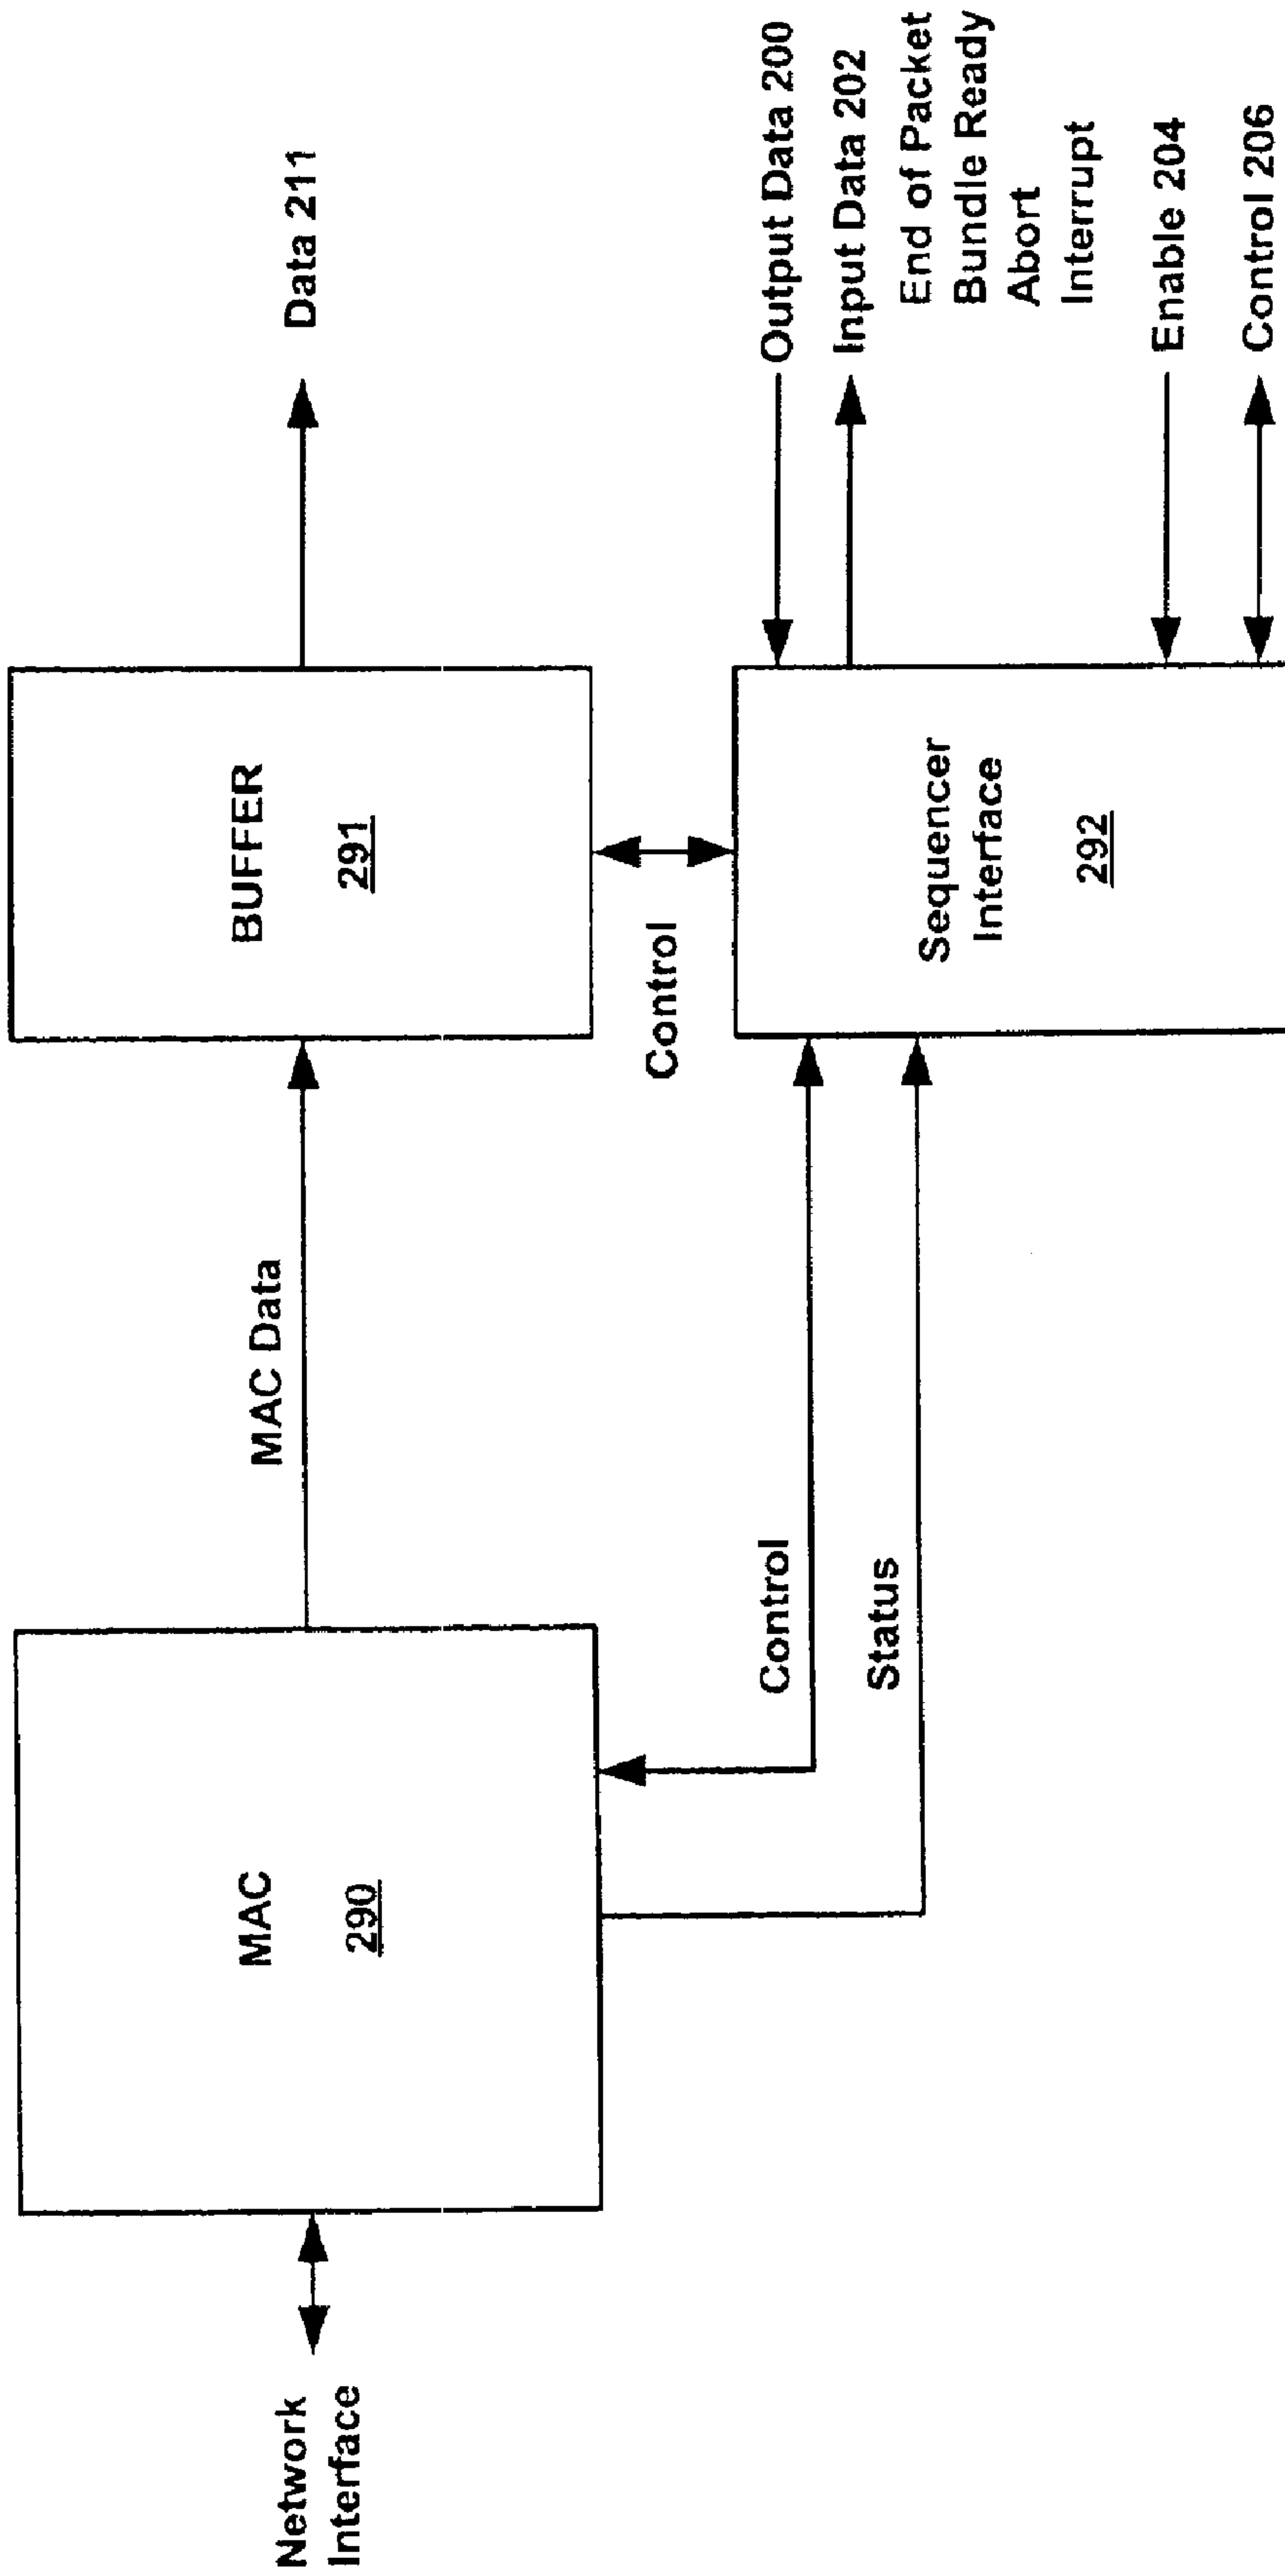 Network
Interface
MAC
290
MAC Data
BUFFER
291
Data 211
Control
Status
Control
Sequencer
Interface
292
Output Data 200
Input Data 202
End of Packet
Bundle Ready
Abort
Interrupt
Enable 204
Control 206